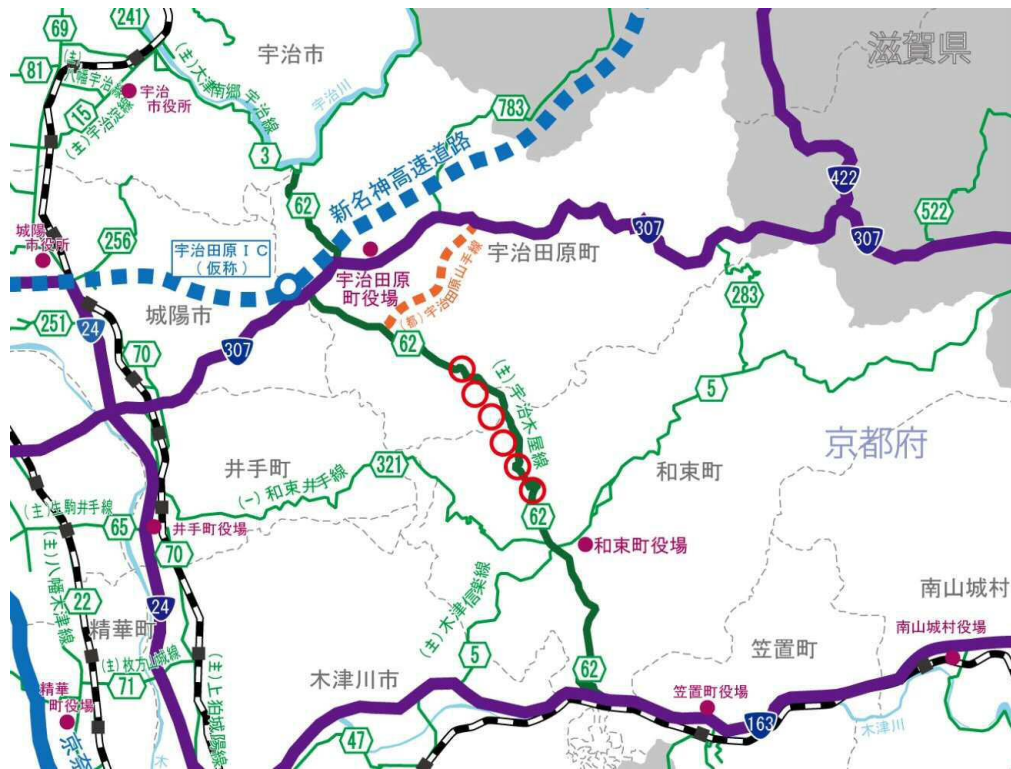 69
241
滋賀県
宇治市
(主)大津南郷宇治線
宇治川
81
(主)八幡宇治線
宇治
市役所
783
15
(主)宇治淀線
3
新名神高速道路
422
62
522
城陽
市役所
256
宇治田原IC
(仮称)
307
307
宇治田原町
宇治田原
町役場
(都)宇治田原山手線
283
城陽市
251
24
62
70
307
5
(主)宇治木屋線
京都府
井手町
321
和束町
(一)和束井手線
(主)生駒井手線
65
井手町役場
62
和束町役場
70
(主)八幡木津線
22
24
精華町
(主)木津信楽線
南山城村
南山城村役場
(主)枚方山城線
5
笠置町
71
(主)上狛城陽線
木津川市
62
笠置町役場
精華
町役場
163
木津川
47
京奈
木